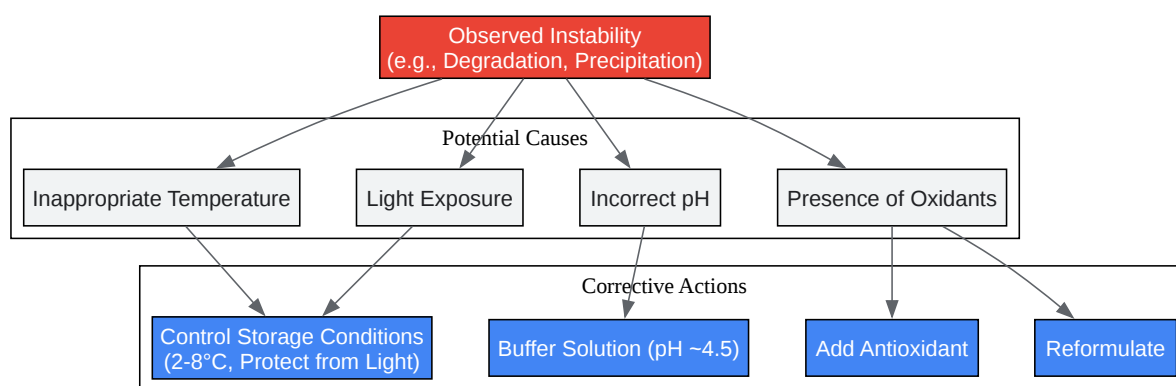 Observed Instability
(e.g., Degradation, Precipitation)
Potential Causes
Inappropriate Temperature
Light Exposure
Incorrect pH
Presence of Oxidants
Corrective Actions
Control Storage Conditions
(2-8°C, Protect from Light)
Buffer Solution (pH ~4.5)
Add Antioxidant
Reformulate